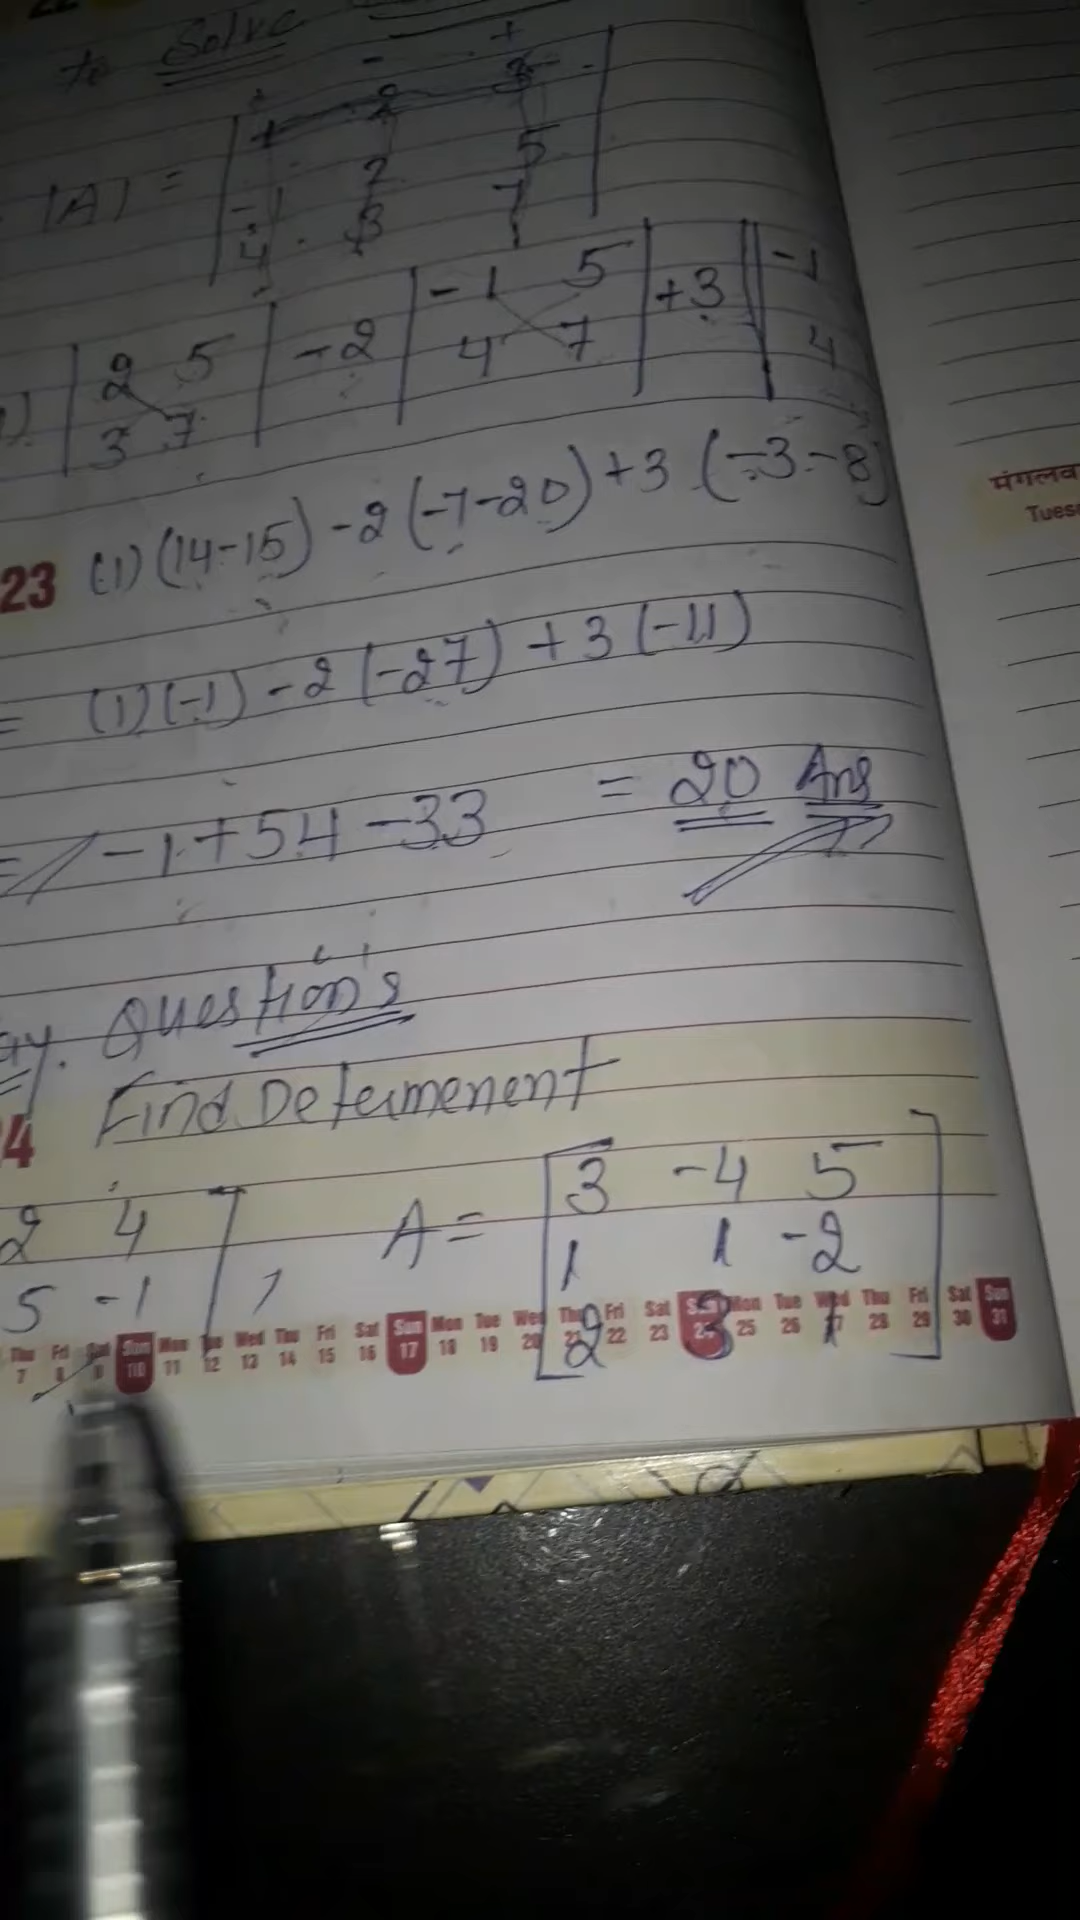 to Solve
+ - +
1 2 3
|A| = -1 2 5
4 3 7
| 2 5 | -2 | -1 5 | +3 | -1
| 3 7 | | 4 7 | | 4
मंगलव
Tues
23 (1)(14-15) -2(-7-20) +3(-3-8)
= (1)(-1) -2(-27) +3(-11)
= -1+54-33 = 20 Ans
Questions
4 Find Determenent
2 4 A = 3 -4 5
5 -1 , 1 1 -2
2 3 1
Thu Fri Sat Sun Mon Tue Wed Thu Fri Sat Sun Mon Tue Wed Thu Fri Sat Sun Mon Tue Wed Thu Fri Sat Sun
7 8 9 10 11 12 13 14 15 16 17 18 19 20 21 22 23 24 25 26 27 28 29 30 31